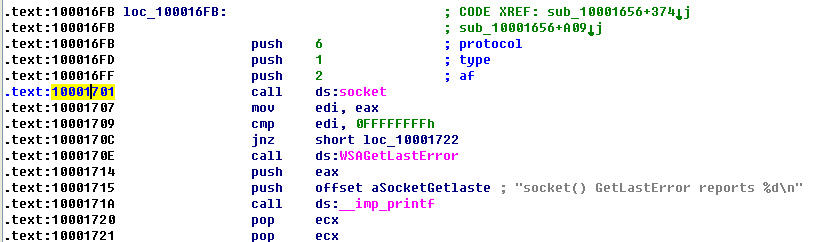 .text:100016FB loc_100016FB: ; CODE XREF: sub_10001656+374↓j
.text:100016FB ; sub_10001656+A09↓j
.text:100016FB push 6 ; protocol
.text:100016FD push 1 ; type
.text:100016FF push 2 ; af
.text:10001701 call ds:socket
.text:10001707 mov edi, eax
.text:10001709 cmp edi, 0FFFFFFFFh
.text:1000170C jnz short loc_10001722
.text:1000170E call ds:WSAGetLastError
.text:10001714 push eax
.text:10001715 push offset aSocketGetlaste ; "socket() GetLastError reports %d\n"
.text:1000171A call ds:__imp_printf
.text:10001720 pop ecx
.text:10001721 pop ecx